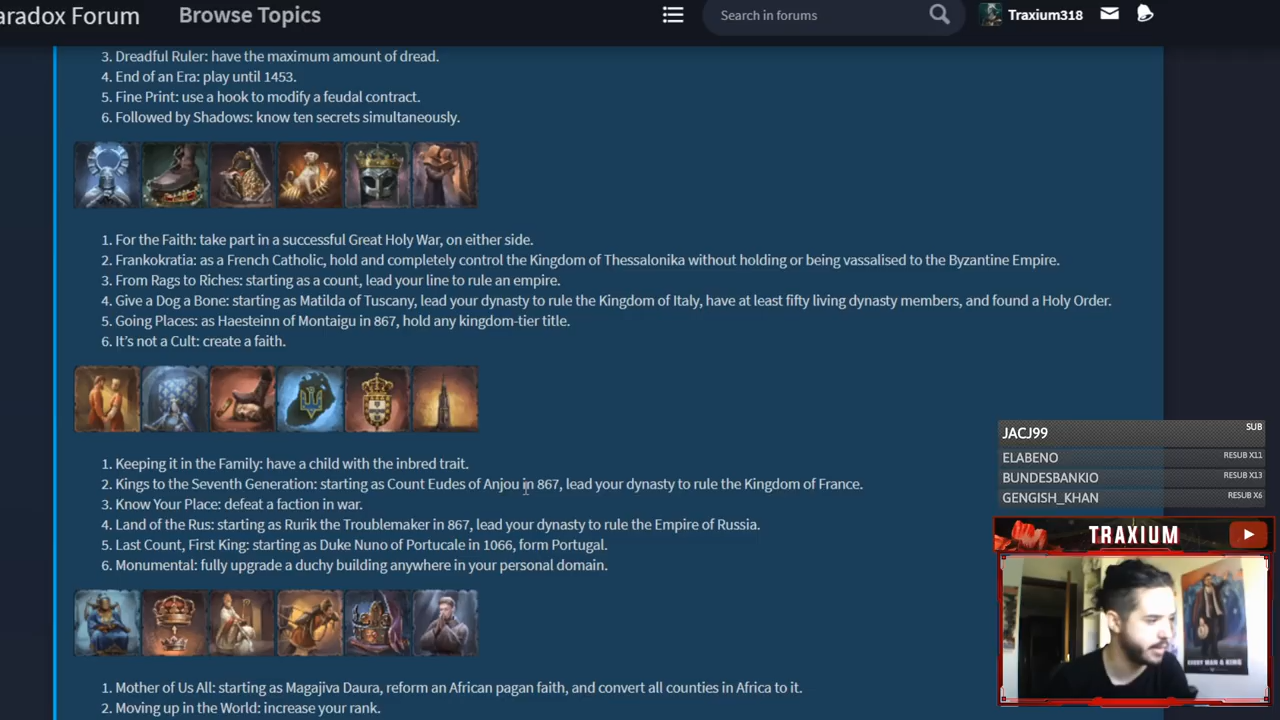 aradox Forum
Browse Topics
Search in forums
Traxium318
3. Dreadful Ruler: have the maximum amount of dread.
4. End of an Era: play until 1453.
5. Fine Print: use a hook to modify a feudal contract.
6. Followed by Shadows: know ten secrets simultaneously.
1. For the Faith: take part in a successful Great Holy War, on either side.
2. Frankokratia: as a French Catholic, hold and completely control the Kingdom of Thessalonika without holding or being vassalised to the Byzantine Empire.
3. From Rags to Riches: starting as a count, lead your line to rule an empire.
4. Give a Dog a Bone: starting as Matilda of Tuscany, lead your dynasty to rule the Kingdom of Italy, have at least fifty living dynasty members, and found a Holy Order.
5. Going Places: as Haesteinn of Montaigu in 867, hold any kingdom-tier title.
6. It’s not a Cult: create a faith.
1. Keeping it in the Family: have a child with the inbred trait.
2. Kings to the Seventh Generation: starting as Count Eudes of Anjou in 867, lead your dynasty to rule the Kingdom of France.
3. Know Your Place: defeat a faction in war.
4. Land of the Rus: starting as Rurik the Troublemaker in 867, lead your dynasty to rule the Empire of Russia.
5. Last Count, First King: starting as Duke Nuno of Portucale in 1066, form Portugal.
6. Monumental: fully upgrade a duchy building anywhere in your personal domain.
1. Mother of Us All: starting as Magajiva Daura, reform an African pagan faith, and convert all counties in Africa to it.
2. Moving up in the World: increase your rank.
JACJ99 SUB
ELABENO RESUB X11
BUNDESBANKIO RESUB X13
GENGISH_KHAN RESUB X6
TRAXIUM